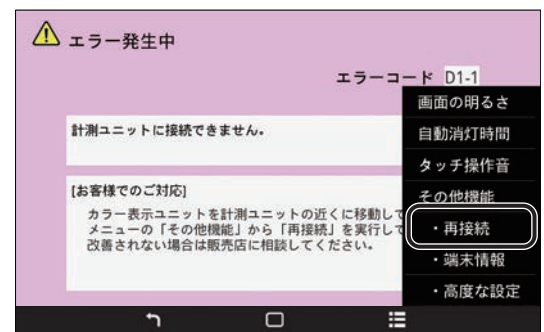 エラー発生中
エラーコード D1-1
計測ユニットに接続できません。
[お客様でのご対応]
カラー表示ユニットを計測ユニットの近くに移動して
メニューの「その他機能」から「再接続」を実行して
改善されない場合は販売店に相談してください。
画面の明るさ
自動消灯時間
タッチ操作音
その他機能
・再接続
・端末情報
・高度な設定